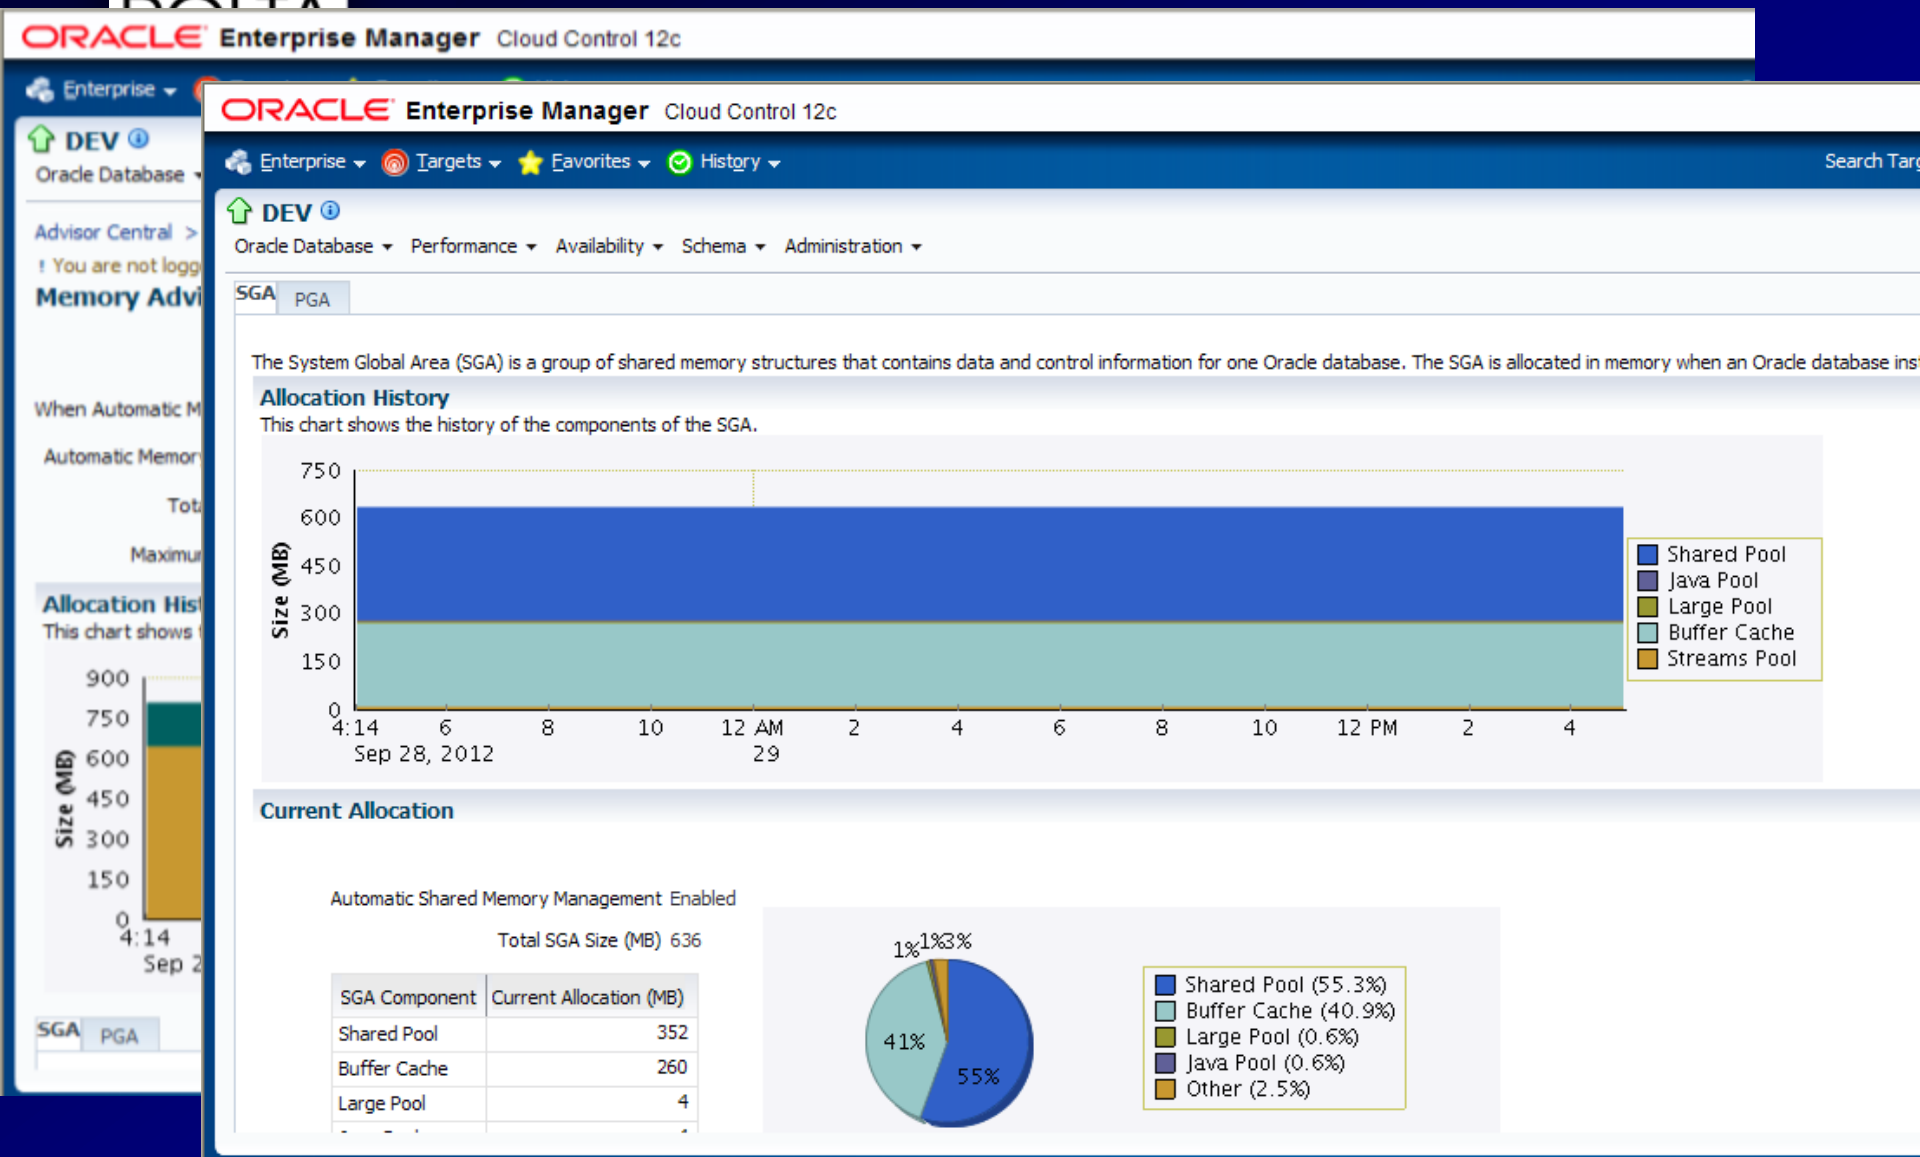 ORACLE Enterprise Manager Cloud Control 12c
Enterprise
DEV
Oracle Database
Advisor Central >
! You are not logg
Memory Advi
When Automatic M
Automatic Memor
Tot
Maximu
Allocation His
This chart shows
900
750
600
450
300
150
0
Size (MB)
4:14
Sep 2
SGA PGA
ORACLE Enterprise Manager Cloud Control 12c
Enterprise Targets Favorites History Search Targ
DEV
Oracle Database Performance Availability Schema Administration
SGA PGA
The System Global Area (SGA) is a group of shared memory structures that contains data and control information for one Oracle database. The SGA is allocated in memory when an Oracle database ins
Allocation History
This chart shows the history of the components of the SGA.
750
600
450
300
150
0
Size (MB)
4:14 6 8 10 12 AM 2 4 6 8 10 12 PM 2 4
Sep 28, 2012 29
Shared Pool
Java Pool
Large Pool
Buffer Cache
Streams Pool
Current Allocation
Automatic Shared Memory Management Enabled
Total SGA Size (MB) 636
SGA Component Current Allocation (MB)
Shared Pool 352
Buffer Cache 260
Large Pool 4
1% 1% 3%
41%
55%
Shared Pool (55.3%)
Buffer Cache (40.9%)
Large Pool (0.6%)
Java Pool (0.6%)
Other (2.5%)